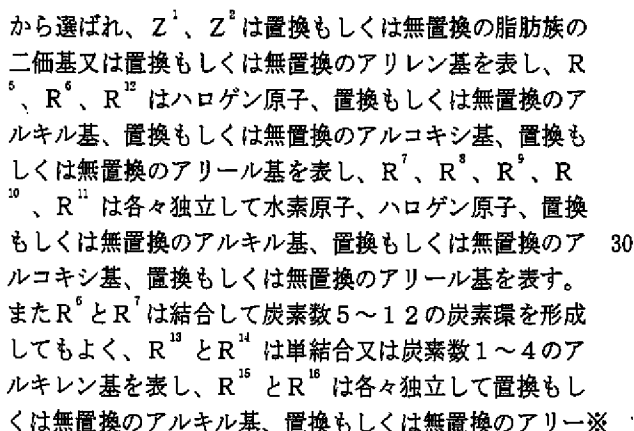 から選ばれ、Z¹、Z²は置換もしくは無置換の脂肪族の
二価基又は置換もしくは無置換のアリレン基を表し、R
⁵、R⁶、R¹²はハロゲン原子、置換もしくは無置換のア
ルキル基、置換もしくは無置換のアルコキシ基、置換も
しくは無置換のアリール基を表し、R⁷、R⁸、R⁹、R
¹⁰、R¹¹は各々独立して水素原子、ハロゲン原子、置換
もしくは無置換のアルキル基、置換もしくは無置換のア 30
ルコキシ基、置換もしくは無置換のアリール基を表す。
またR⁶とR⁷は結合して炭素数5～12の炭素環を形成
してもよく、R¹³とR¹⁴は単結合又は炭素数1～4のア
ルキレン基を表し、R¹⁵とR¹⁶は各々独立して置換もし
くは無置換のアルキル基、置換もしくは無置換のアリー※